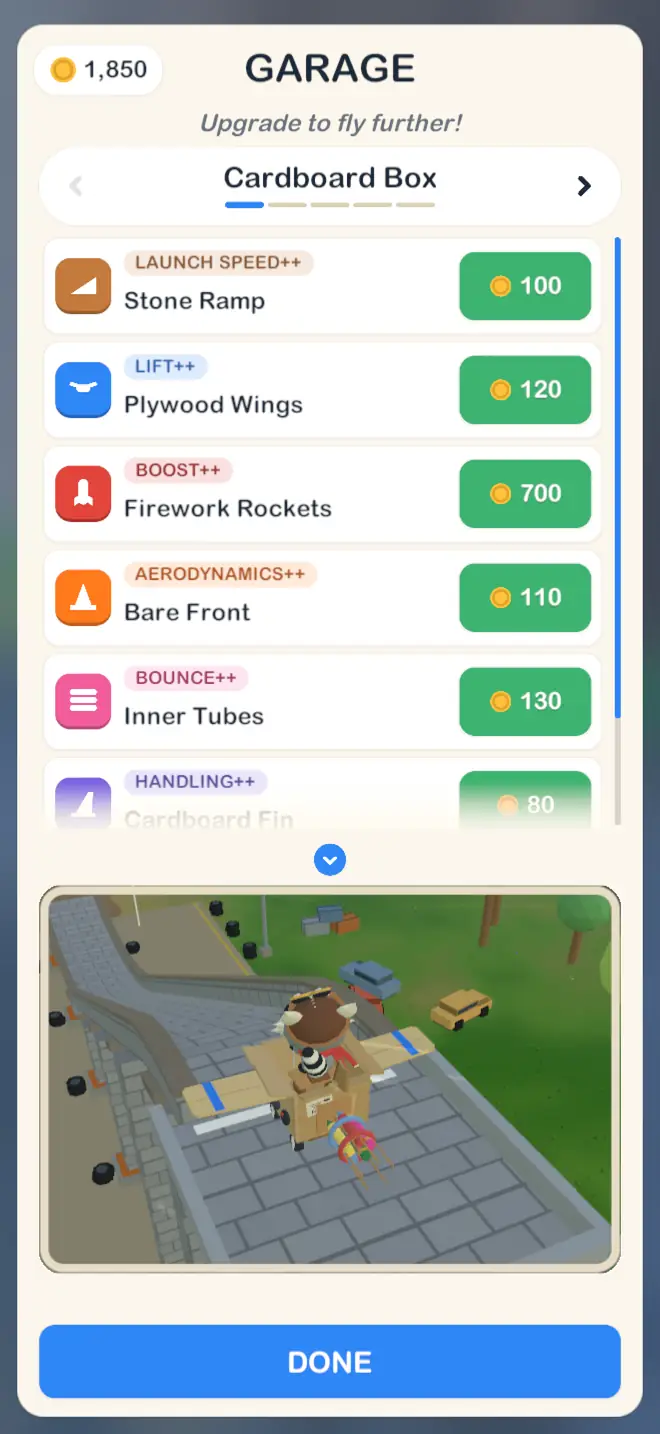 1,850
GARAGE
Upgrade to fly further!
Cardboard Box
LAUNCH SPEED++
Stone Ramp
100
LIFT++
Plywood Wings
120
BOOST++
Firework Rockets
700
AERODYNAMICS++
Bare Front
110
BOUNCE++
Inner Tubes
130
HANDLING++
Cardboard Fin
80
DONE